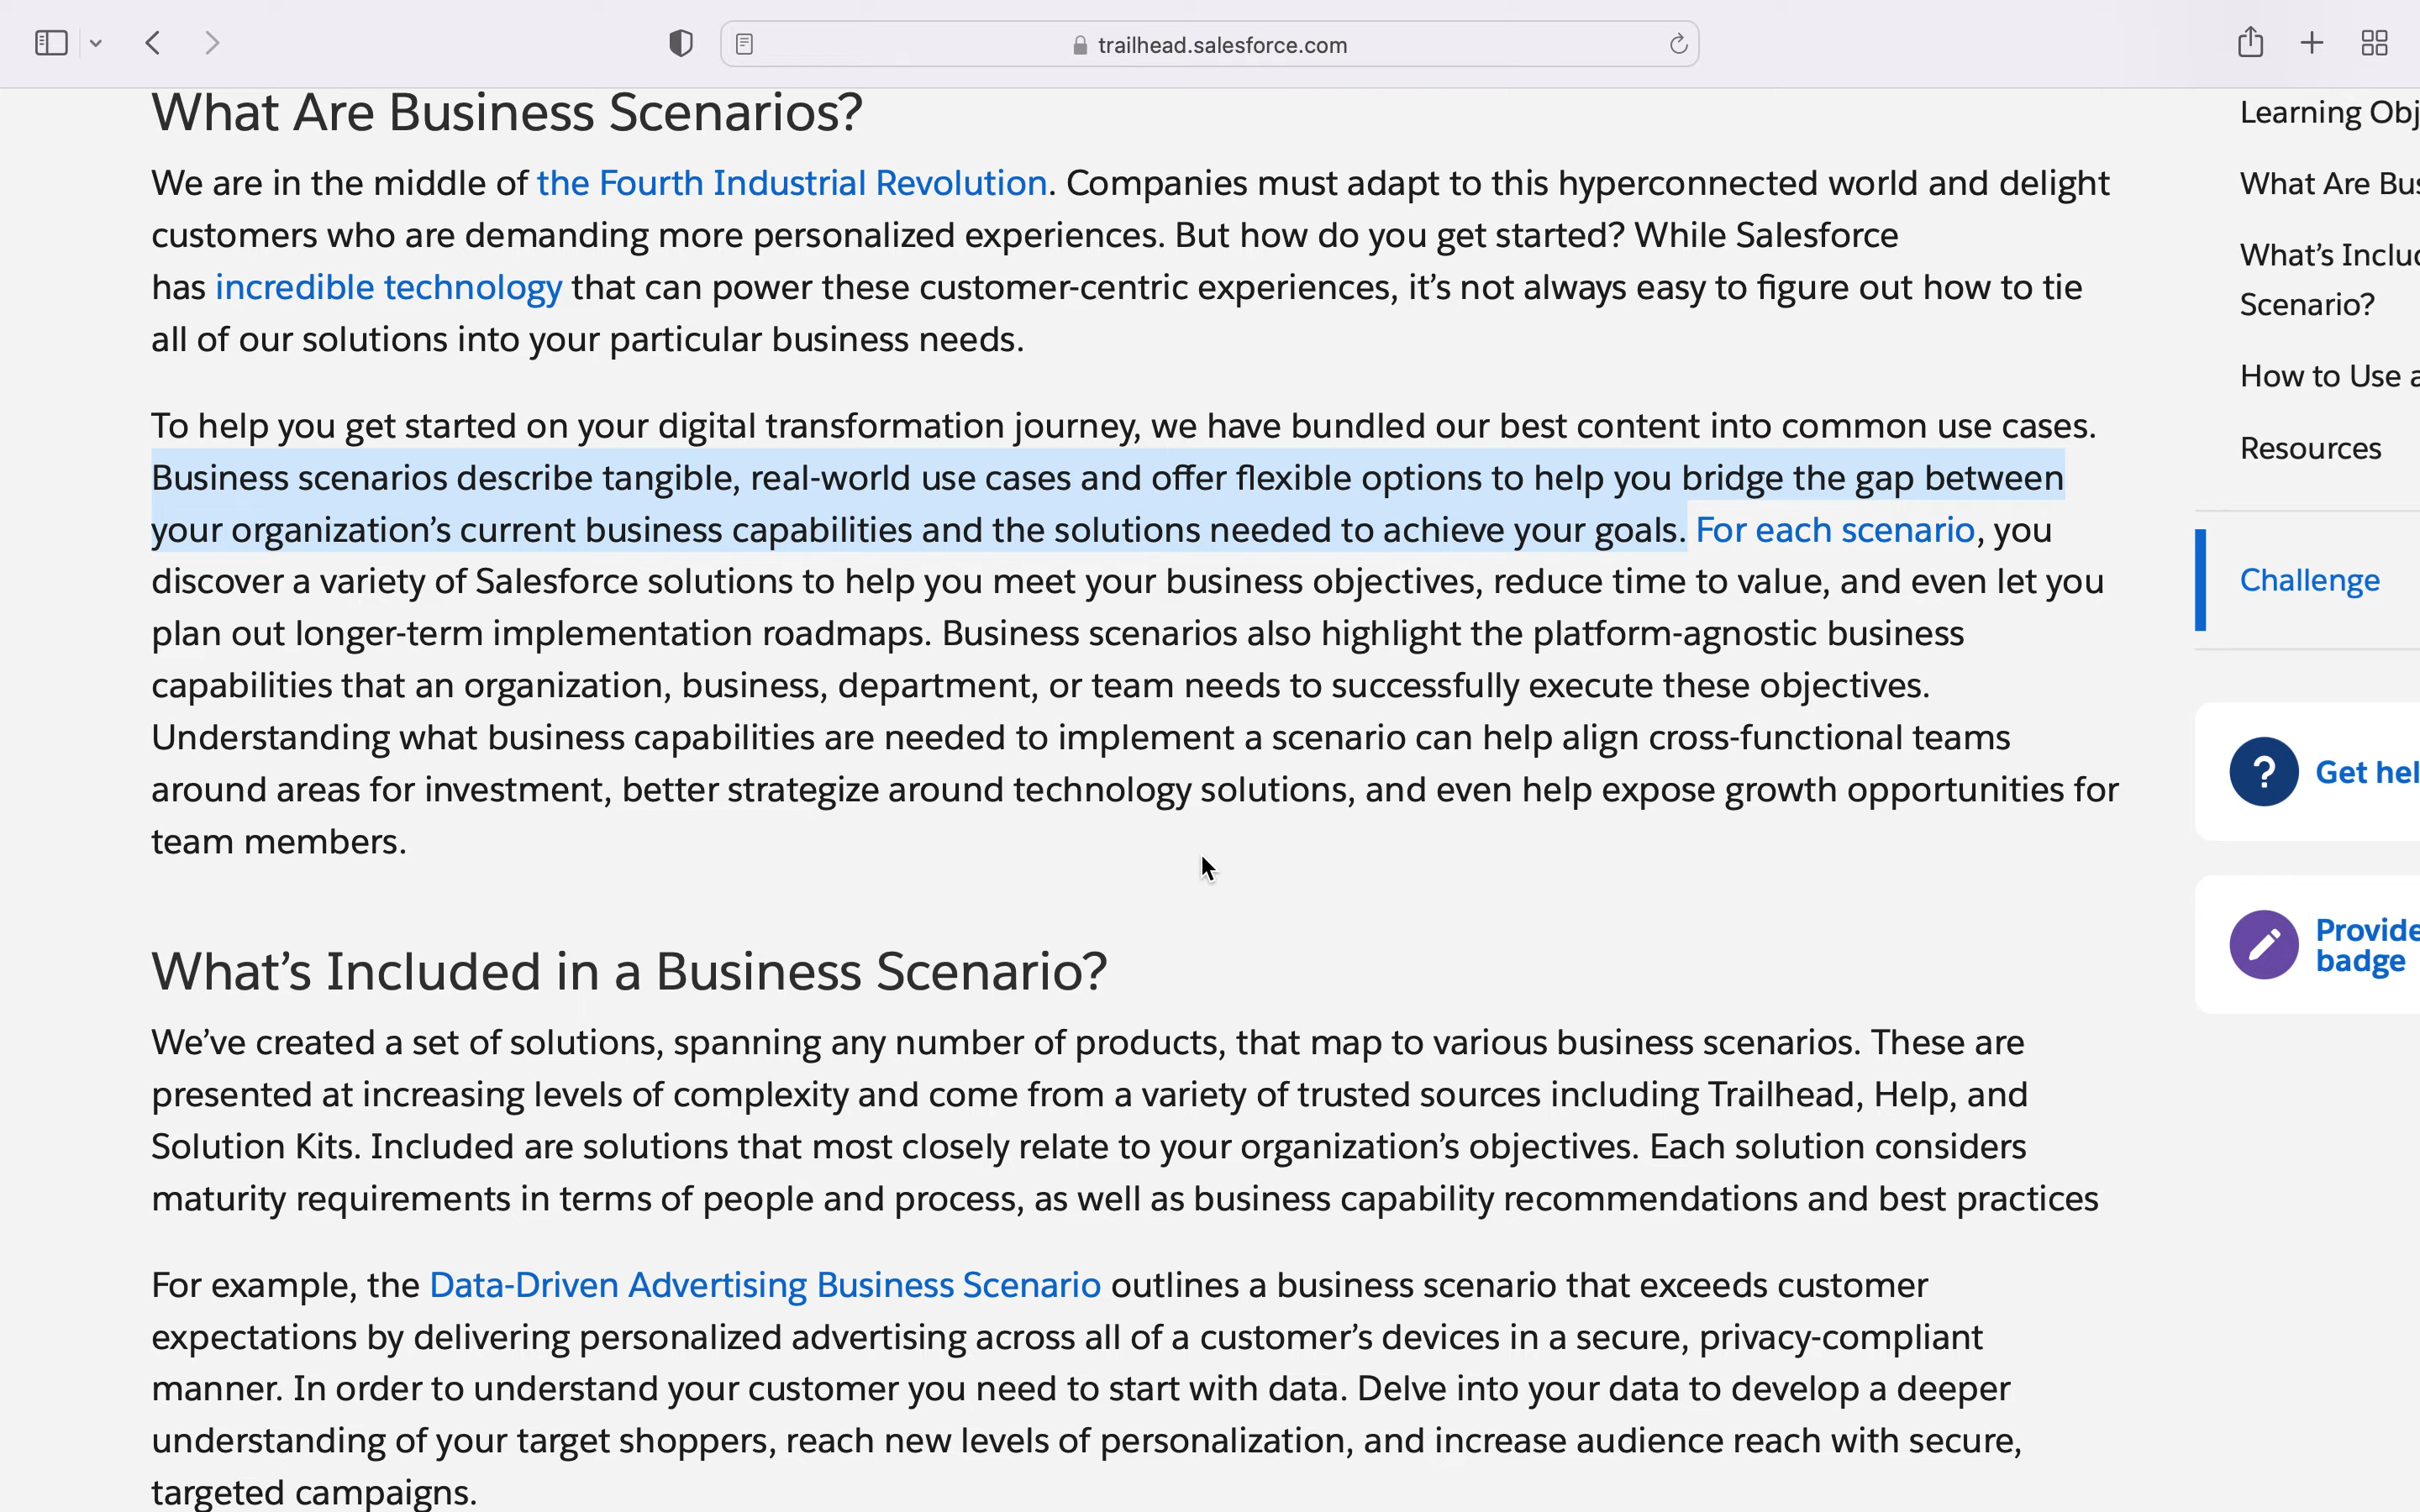 trailhead.salesforce.com
What Are Business Scenarios?
We are in the middle of the Fourth Industrial Revolution. Companies must adapt to this hyperconnected world and delight
customers who are demanding more personalized experiences. But how do you get started? While Salesforce
has incredible technology that can power these customer-centric experiences, it’s not always easy to figure out how to tie
all of our solutions into your particular business needs.
To help you get started on your digital transformation journey, we have bundled our best content into common use cases.
Business scenarios describe tangible, real-world use cases and offer flexible options to help you bridge the gap between
your organization’s current business capabilities and the solutions needed to achieve your goals. For each scenario, you
discover a variety of Salesforce solutions to help you meet your business objectives, reduce time to value, and even let you
plan out longer-term implementation roadmaps. Business scenarios also highlight the platform-agnostic business
capabilities that an organization, business, department, or team needs to successfully execute these objectives.
Understanding what business capabilities are needed to implement a scenario can help align cross-functional teams
around areas for investment, better strategize around technology solutions, and even help expose growth opportunities for
team members.
What’s Included in a Business Scenario?
We’ve created a set of solutions, spanning any number of products, that map to various business scenarios. These are
presented at increasing levels of complexity and come from a variety of trusted sources including Trailhead, Help, and
Solution Kits. Included are solutions that most closely relate to your organization’s objectives. Each solution considers
maturity requirements in terms of people and process, as well as business capability recommendations and best practices
For example, the Data-Driven Advertising Business Scenario outlines a business scenario that exceeds customer
expectations by delivering personalized advertising across all of a customer’s devices in a secure, privacy-compliant
manner. In order to understand your customer you need to start with data. Delve into your data to develop a deeper
understanding of your target shoppers, reach new levels of personalization, and increase audience reach with secure,
targeted campaigns.
Learning Obj
What Are Bus
What’s Includ
Scenario?
How to Use a
Resources
Challenge
? Get hel
Provide
badge